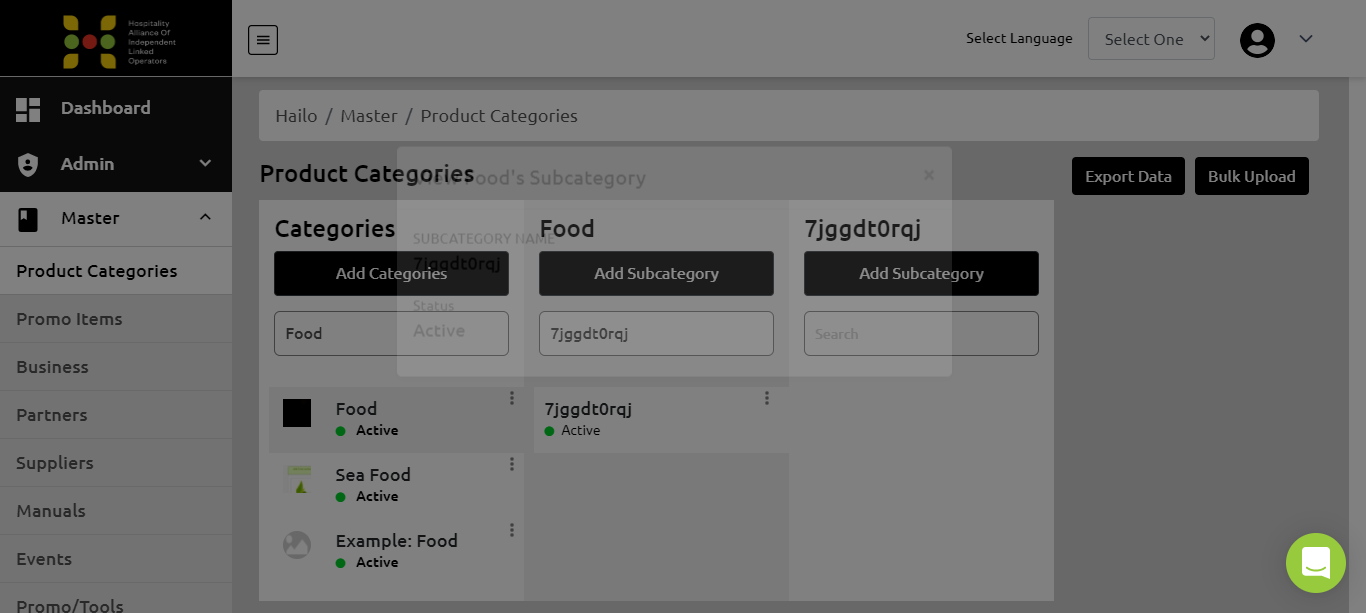 Hospitality
Alliance Of
Independent
Linked
Operators
Select Language
Select One
Dashboard
Admin
Master
Product Categories
Promo Items
Business
Partners
Suppliers
Manuals
Events
Promo/Tools
Hailo / Master / Product Categories
Product Categories
Export Data
Bulk Upload
New Food's Subcategory
×
SUBCATEGORY NAME
7jggdt0rqj
Status
Active
Categories
Add Categories
Food
Food
Active
Sea Food
Active
Example: Food
Active
Food
Add Subcategory
7jggdt0rqj
7jggdt0rqj
Active
7jggdt0rqj
Add Subcategory
Search